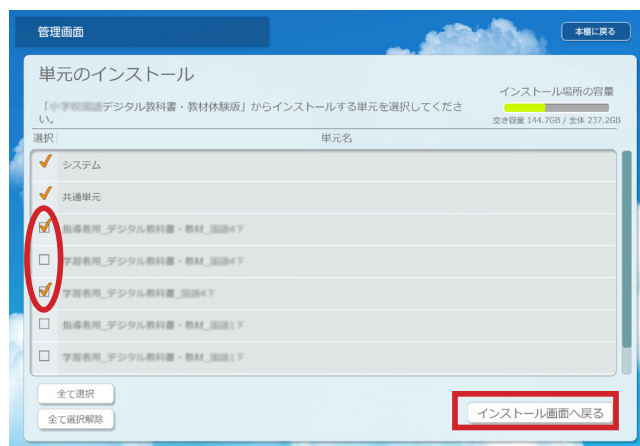 管理画面
本棚に戻る
単元のインストール
インストール場所の容量
「小学校国語デジタル教科書・教材体験版」からインストールする単元を選択してくださ
い。
空き容量 144.7GB / 全体 237.2GB
選択
単元名
システム
共通単元
指導者用_デジタル教科書・教材_国語4下
学習者用_デジタル教科書・教材_国語4下
学習者用_デジタル教科書_国語4下
指導者用_デジタル教科書・教材_国語1下
学習者用_デジタル教科書・教材_国語1下
全て選択
全て選択解除
インストール画面へ戻る